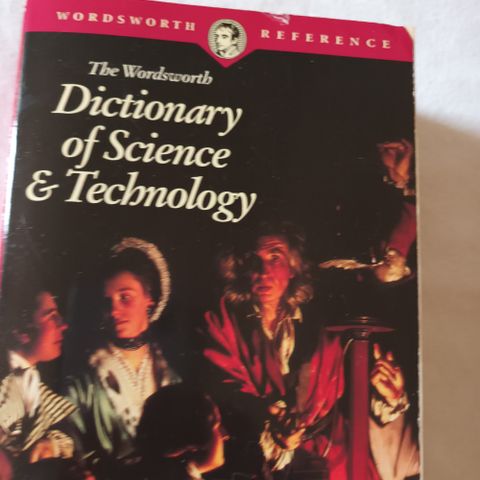 WORDSWORTH REFERENCE
The Wordsworth
Dictionary
of Science
& Technology